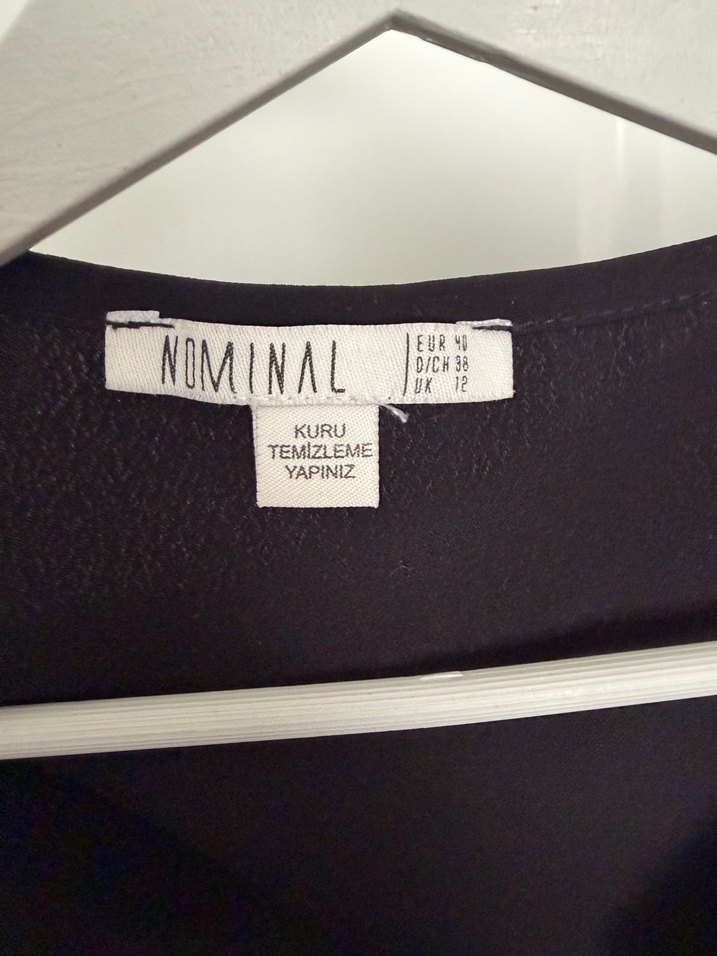 NOMINAL
EUR 40
D/CH 38
UK 12
KURU
TEMİZLEME
YAPINIZ